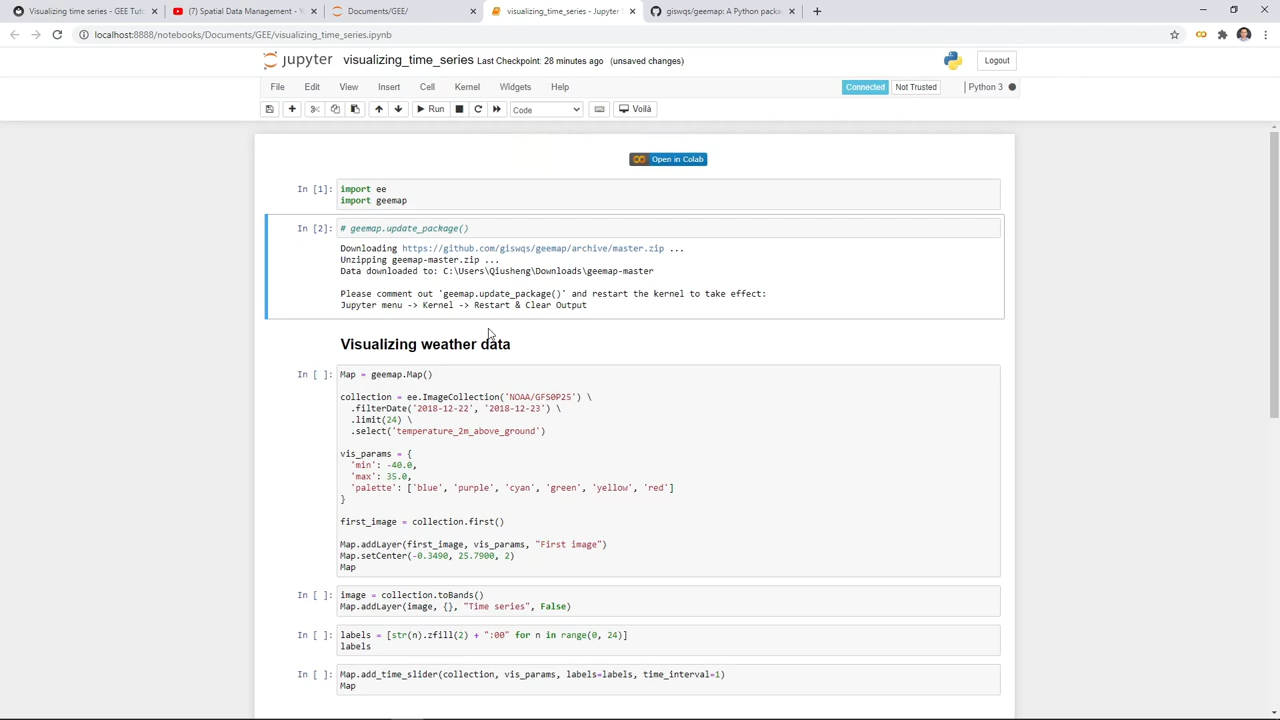 Visualizing time series - GEE Tuto
(7) Spatial Data Management - Yo
Documents/GEE/
visualizing_time_series - Jupyter
giswqs/geemap: A Python packa
localhost:8888/notebooks/Documents/GEE/visualizing_time_series.ipynb
jupyter visualizing_time_series Last Checkpoint: 28 minutes ago (unsaved changes)
Logout
File Edit View Insert Cell Kernel Widgets Help
Connected Not Trusted Python 3
Run Code Voilà
Open in Colab
In [1]: import ee
import geemap
In [2]: # geemap.update_package()
Downloading https://github.com/giswqs/geemap/archive/master.zip ...
Unzipping geemap-master.zip ...
Data downloaded to: C:\Users\Qiusheng\Downloads\geemap-master
Please comment out 'geemap.update_package()' and restart the kernel to take effect:
Jupyter menu -> Kernel -> Restart & Clear Output
Visualizing weather data
In [ ]: Map = geemap.Map()
collection = ee.ImageCollection('NOAA/GFS0P25') \
.filterDate('2018-12-22', '2018-12-23') \
.limit(24) \
.select('temperature_2m_above_ground')
vis_params = {
'min': -40.0,
'max': 35.0,
'palette': ['blue', 'purple', 'cyan', 'green', 'yellow', 'red']
}
first_image = collection.first()
Map.addLayer(first_image, vis_params, "First image")
Map.setCenter(-0.3490, 25.7900, 2)
Map
In [ ]: image = collection.toBands()
Map.addLayer(image, {}, "Time series", False)
In [ ]: labels = [str(n).zfill(2) + ":00" for n in range(0, 24)]
labels
In [ ]: Map.add_time_slider(collection, vis_params, labels=labels, time_interval=1)
Map